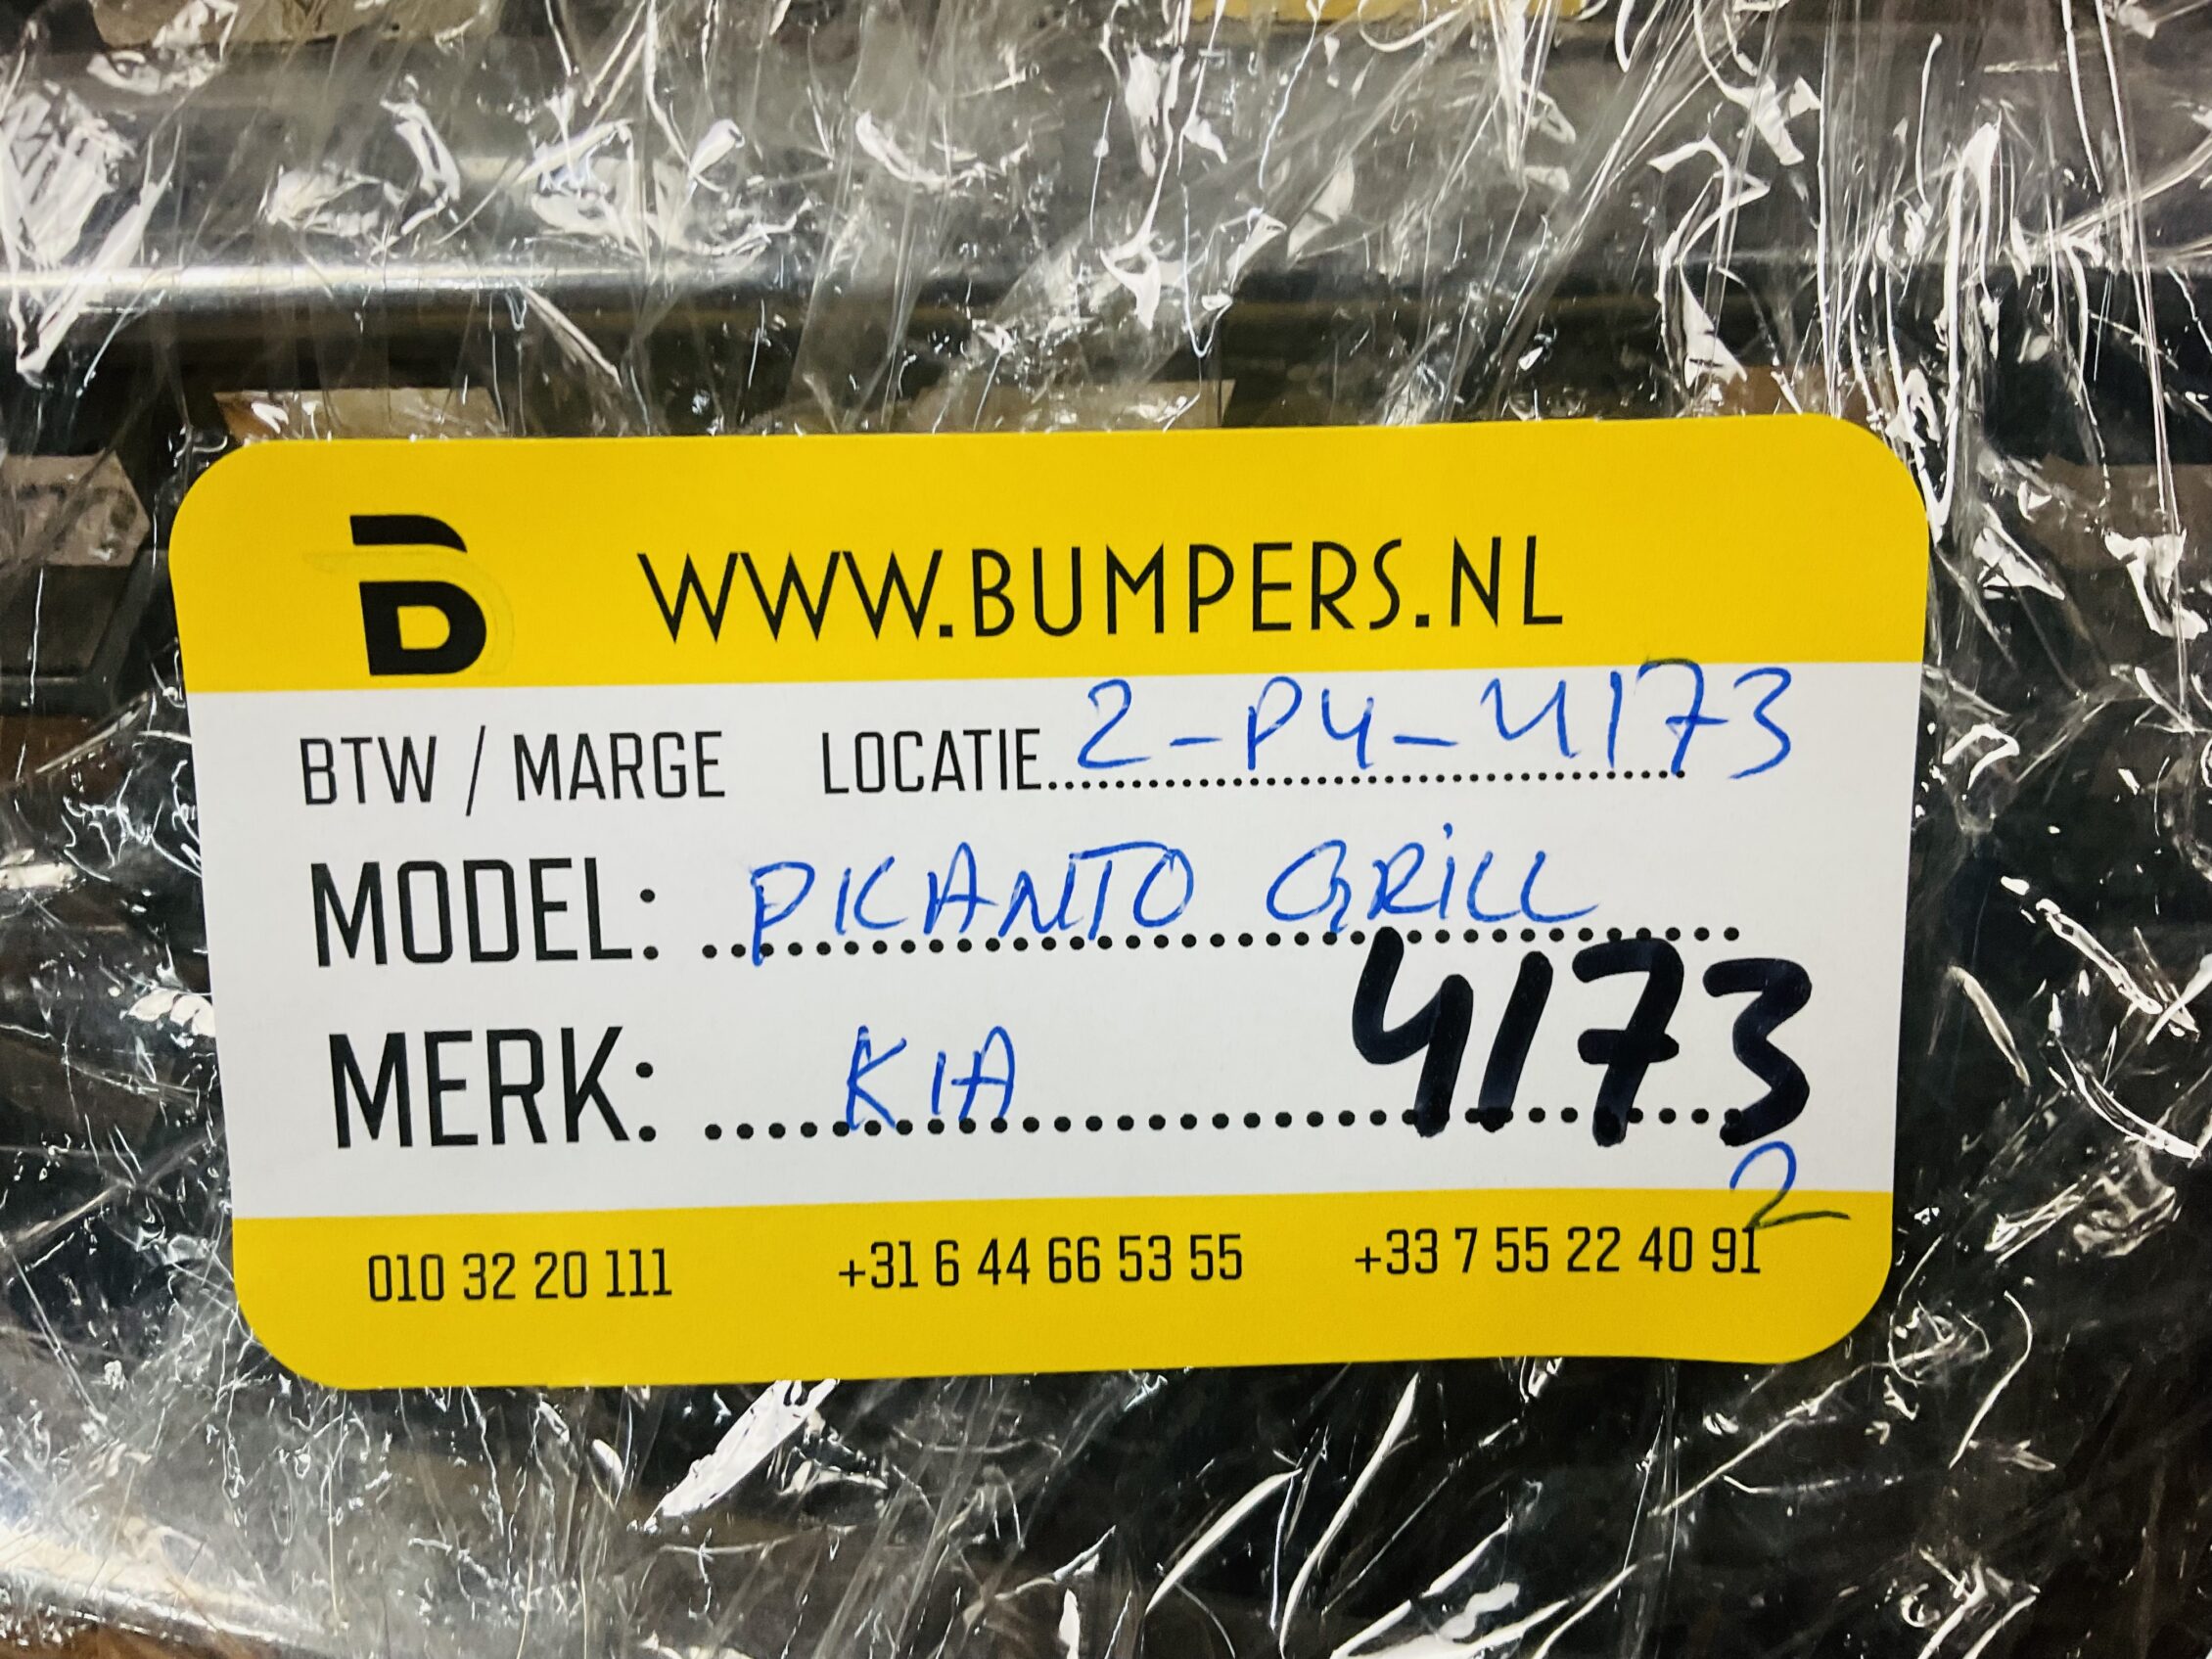 B WWW.BUMPERS.NL
BTW / MARGE LOCATIE 2-P4-4173
MODEL: PICANTO GRILL
MERK: KIA 4173
2
010 32 20 111 +31 6 44 66 53 55 +33 7 55 22 40 91